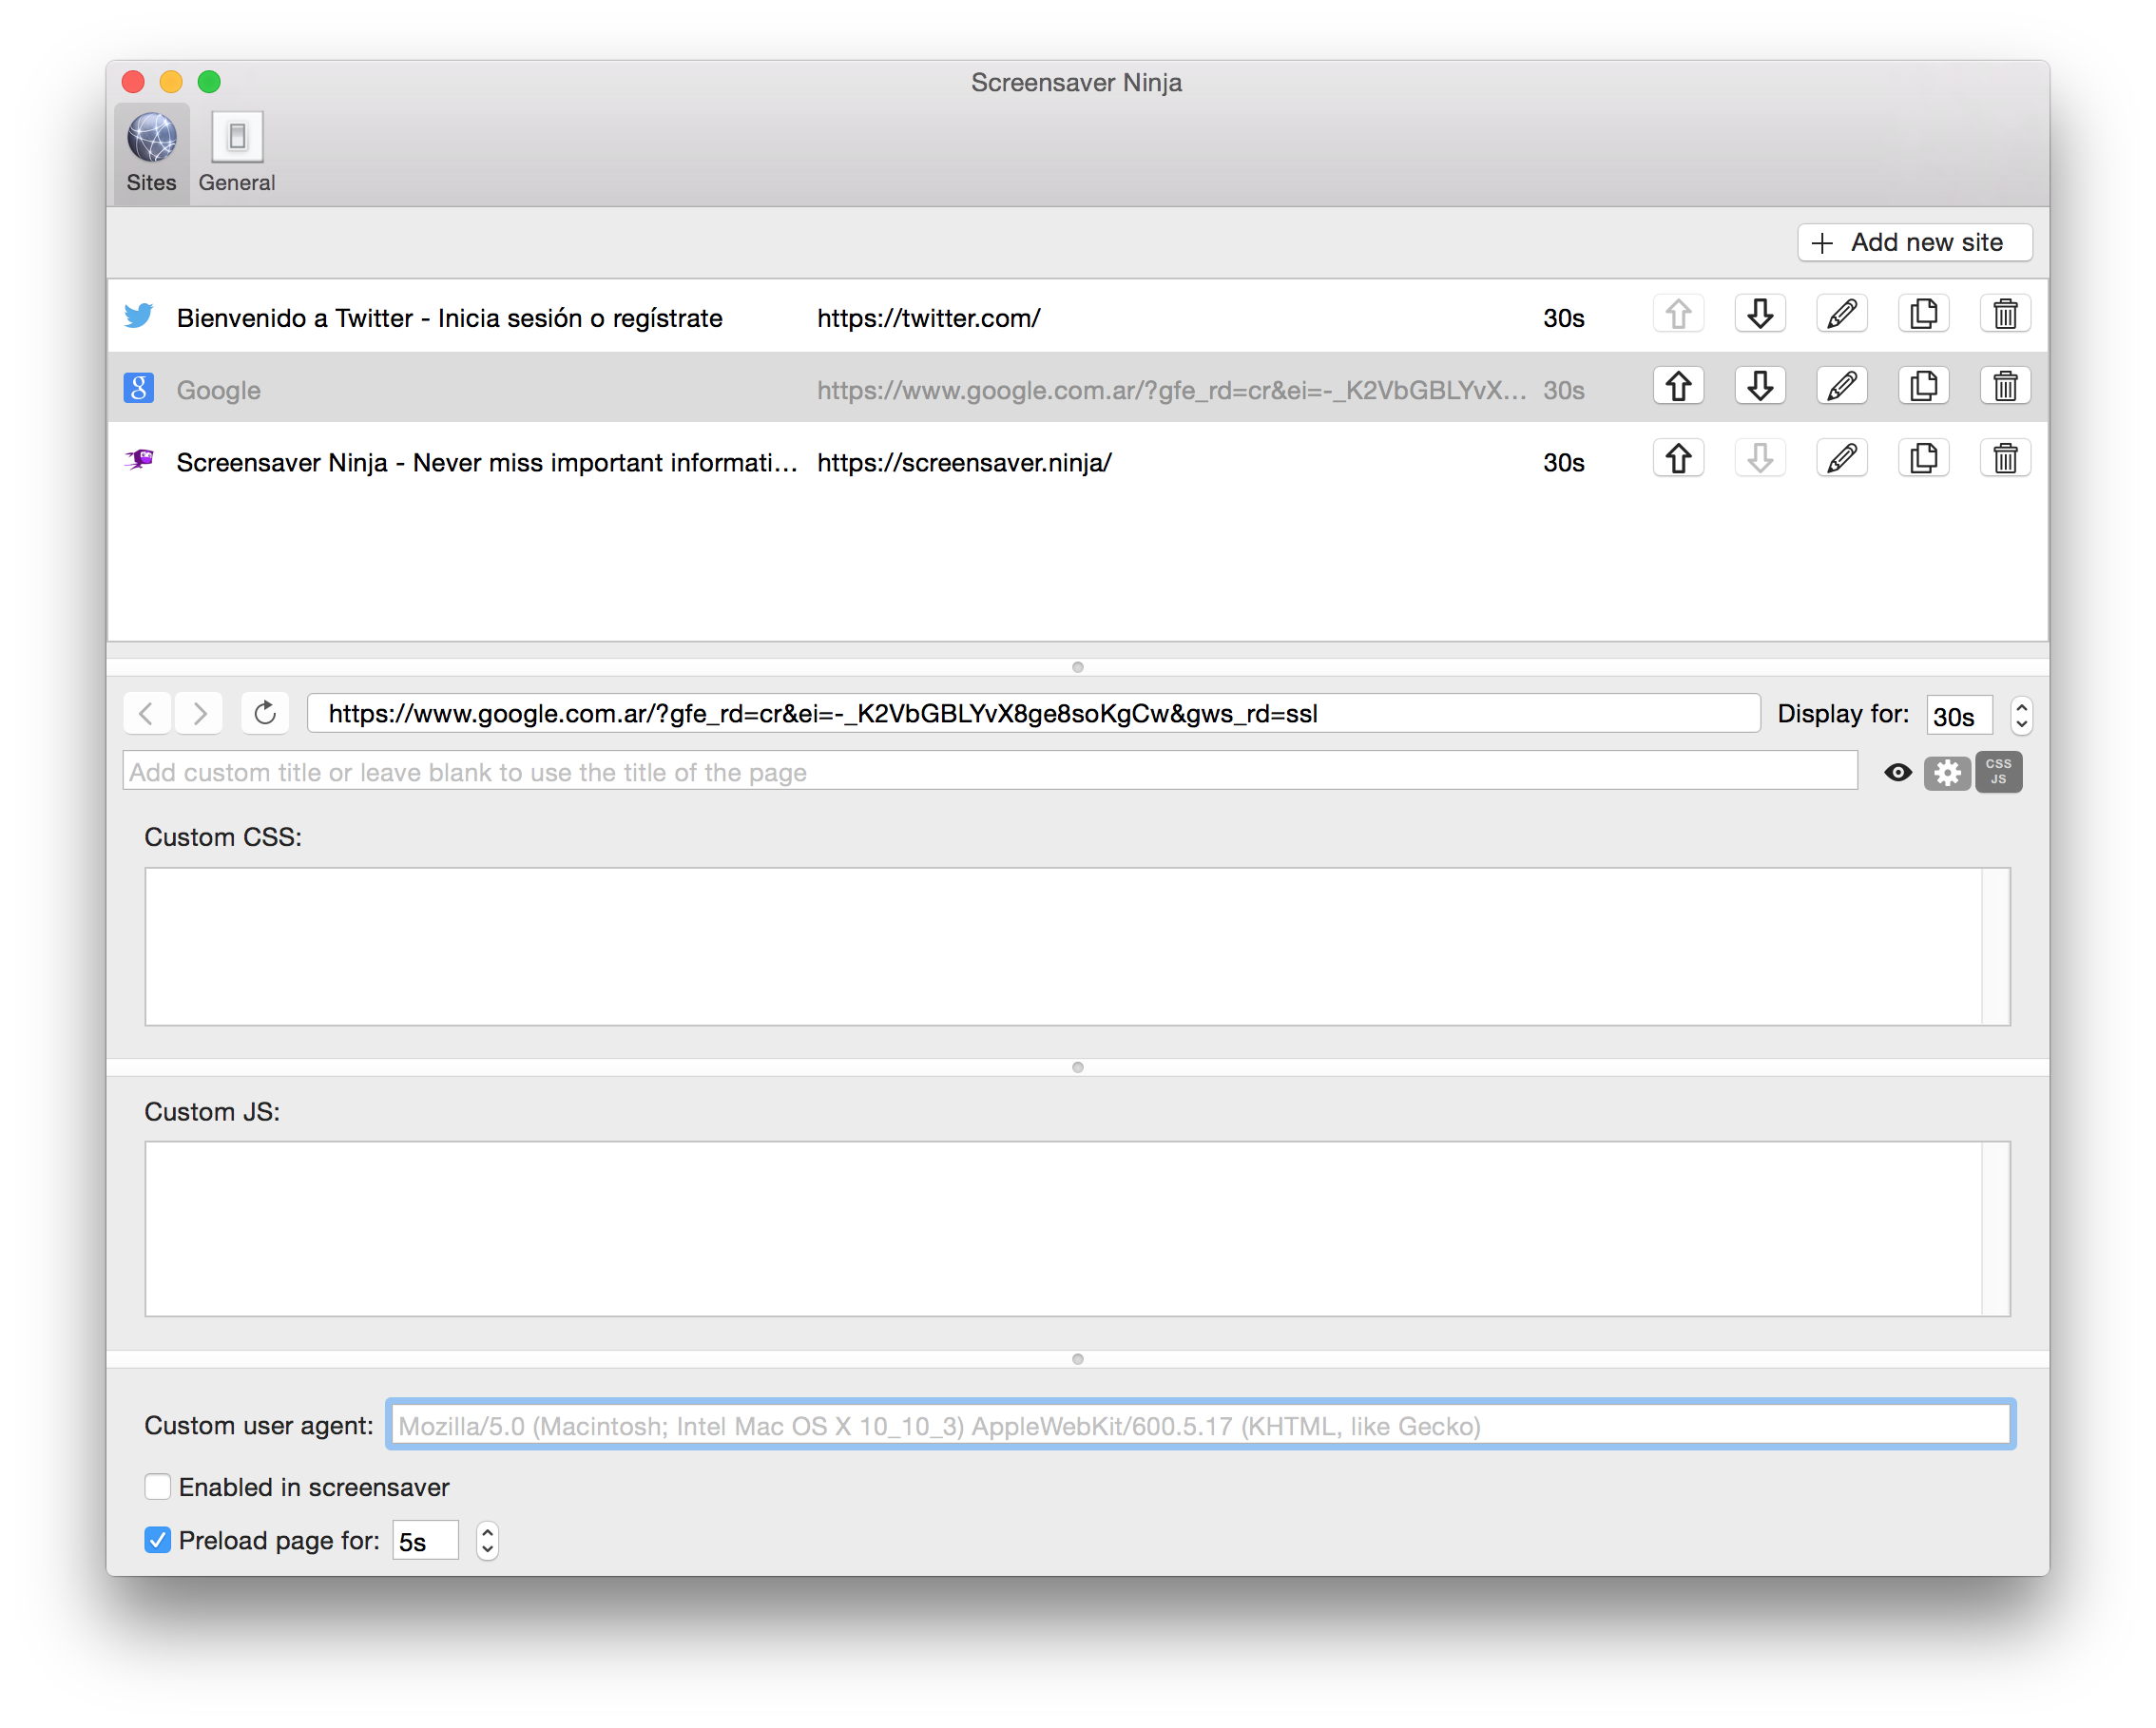 Screensaver Ninja
Sites General
Add new site
Bienvenido a Twitter - Inicia sesión o regístrate https://twitter.com/ 30s
g Google https://www.google.com.ar/?gfe_rd=cr&ei=-_K2VbGBLYvX... 30s
Screensaver Ninja - Never miss important informati... https://screensaver.ninja/ 30s
https://www.google.com.ar/?gfe_rd=cr&ei=-_K2VbGBLYvX8ge8soKgCw&gws_rd=ssl Display for: 30s
Add custom title or leave blank to use the title of the page CSS
JS
Custom CSS:
Custom JS:
Custom user agent: Mozilla/5.0 (Macintosh; Intel Mac OS X 10_10_3) AppleWebKit/600.5.17 (KHTML, like Gecko)
Enabled in screensaver
Preload page for: 5s